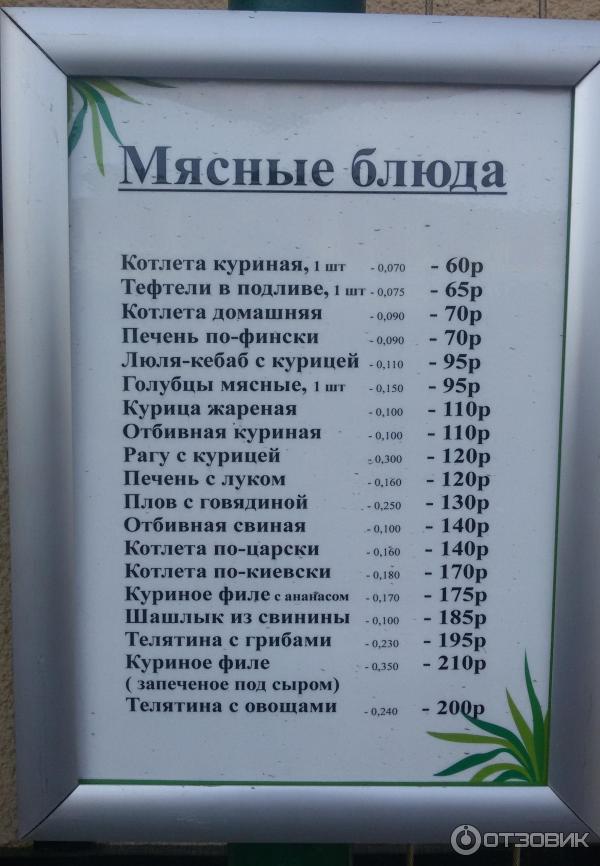 Мясные блюда
Котлета куриная, 1 шт - 0,070 - 60р
Тефтели в подливе, 1 шт - 0,075 - 65р
Котлета домашняя - 0,090 - 70р
Печень по-фински - 0,090 - 70р
Люля-кебаб с курицей - 0,110 - 95р
Голубцы мясные, 1 шт - 0,150 - 95р
Курица жареная - 0,100 - 110р
Отбивная куриная - 0,100 - 110р
Рагу с курицей - 0,300 - 120р
Печень с луком - 0,160 - 120р
Плов с говядиной - 0,250 - 130р
Отбивная свиная - 0,100 - 140р
Котлета по-царски - 0,160 - 140р
Котлета по-киевски - 0,180 - 170р
Куриное филе с ананасом - 0,170 - 175р
Шашлык из свинины - 0,100 - 185р
Телятина с грибами - 0,230 - 195р
Куриное филе - 0,350 - 210р
( запеченое под сыром)
Телятина с овощами - 0,240 - 200р
ОТЗОВИК